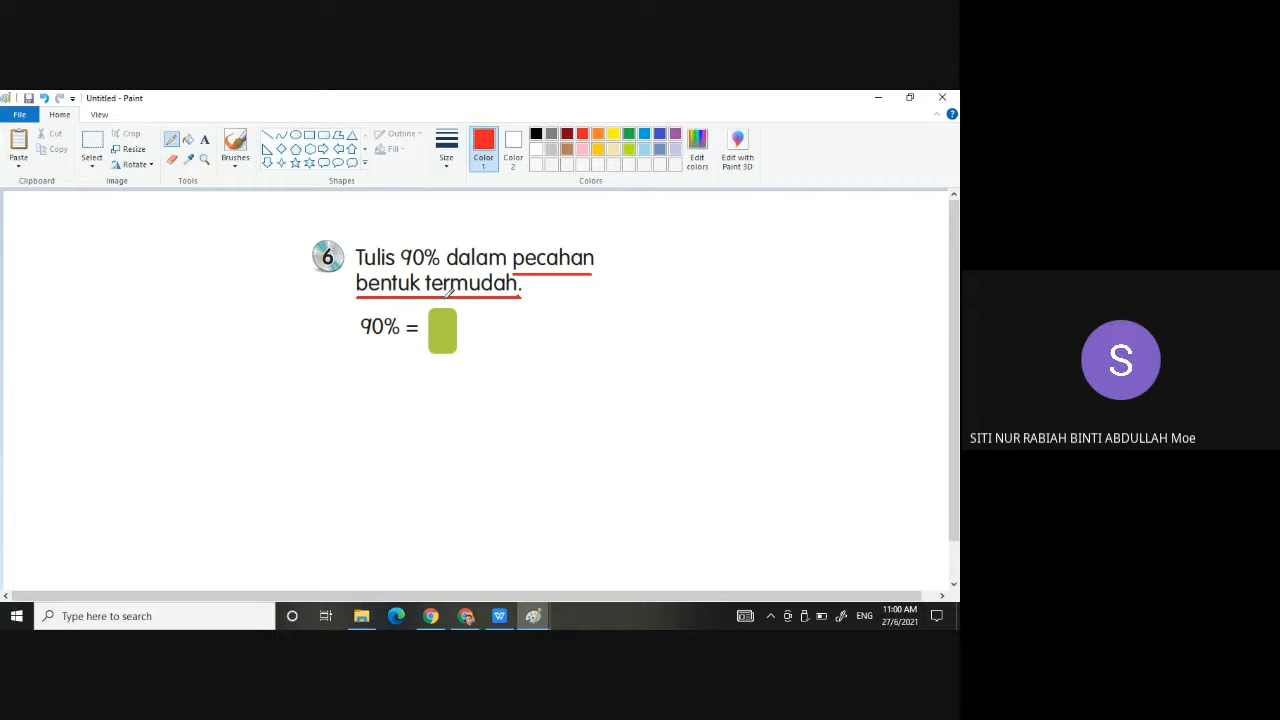 Untitled - Paint
File Home View
Paste
Cut
Copy
Clipboard
Select
Crop
Resize
Rotate
Image
A
Tools
Brushes
Outline
Fill
Shapes
Size
Color
1
Color
2
Edit
colors
Edit with
Paint 3D
Colors
6 Tulis 90% dalam pecahan
bentuk termudah.
90% =
S
SITI NUR RABIAH BINTI ABDULLAH Moe
Type here to search
W
ENG
11:00 AM
27/6/2021